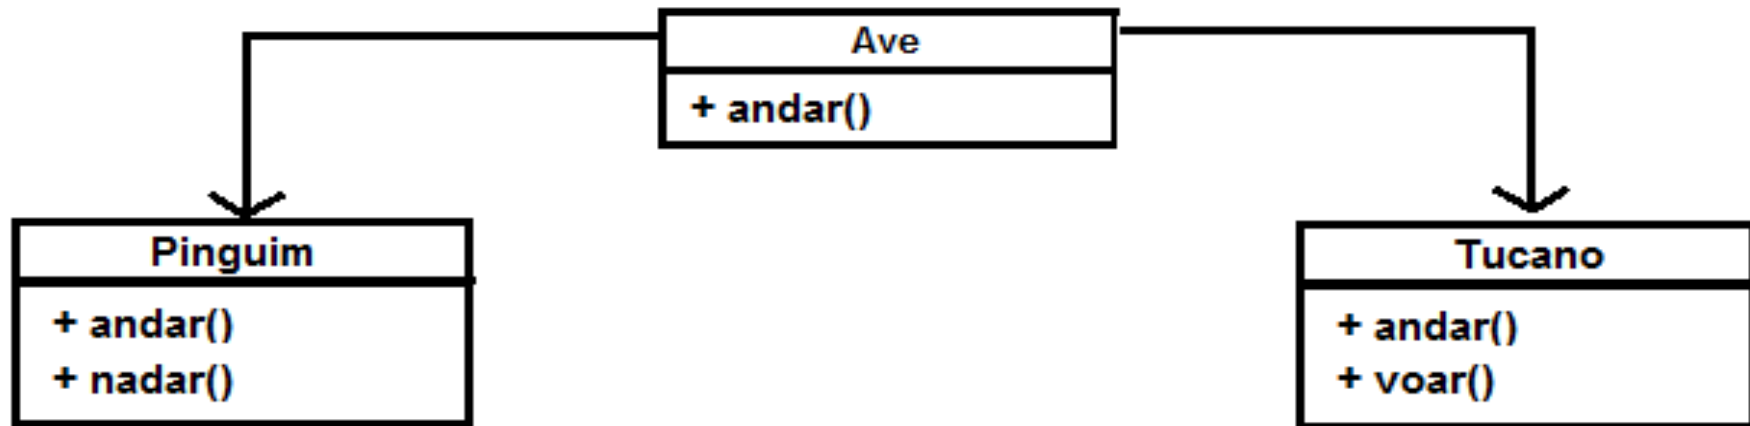 Ave
+ andar()
Pinguim
+ andar()
+ nadar()
Tucano
+ andar()
+ voar()